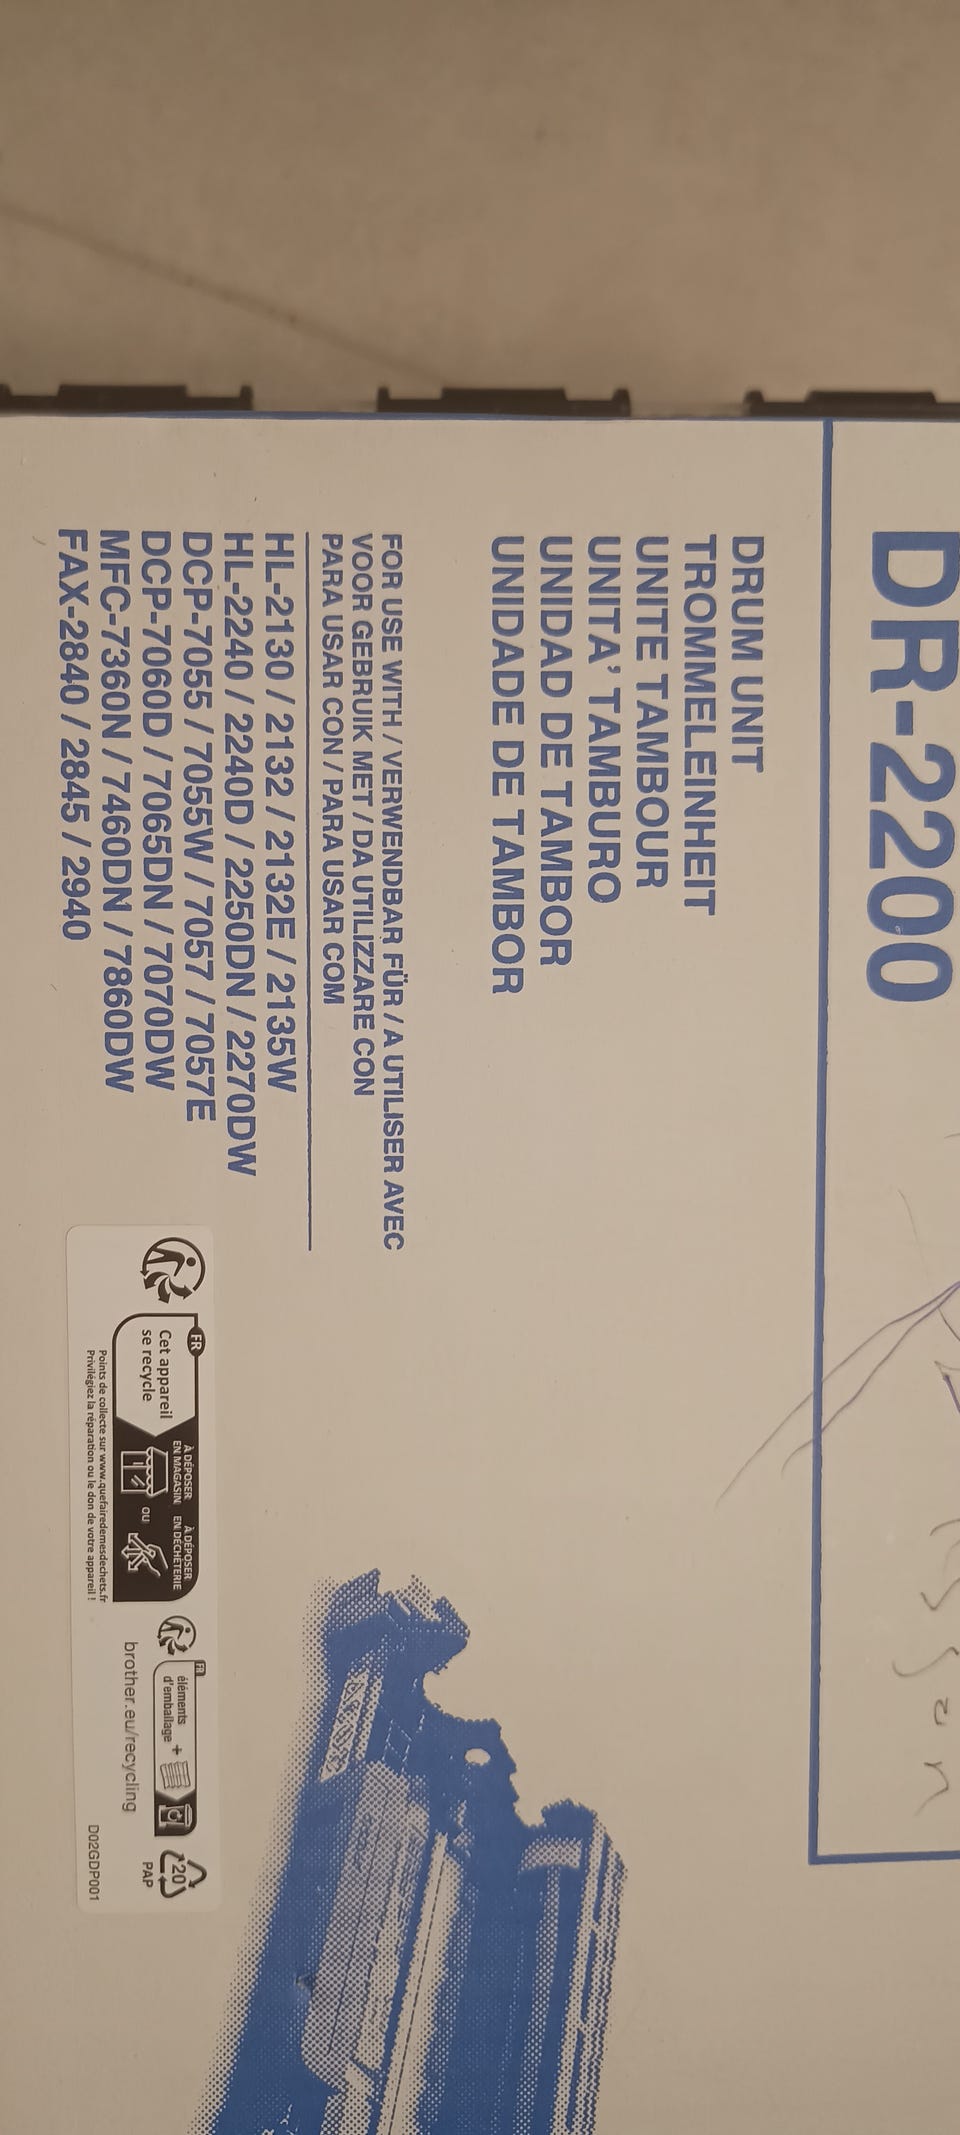 DR-2200
DRUM UNIT
TROMMELEINHEIT
UNITE TAMBOUR
UNITA' TAMBURO
UNIDAD DE TAMBOR
UNIDADE DE TAMBOR
FOR USE WITH / VERWENDBAR FÜR / A UTILISER AVEC
VOOR GEBRUIK MET / DA UTILIZZARE CON
PARA USAR CON / PARA USAR COM
HL-2130 / 2132 / 2132E / 2135W
HL-2240 / 2240D / 2250DN / 2270DW
DCP-7055 / 7055W / 7057 / 7057E
DCP-7060D / 7065DN / 7070DW
MFC-7360N / 7460DN / 7860DW
FAX-2840 / 2845 / 2940
FR
Cet appareil
se recycle
À DÉPOSER
EN MAGASIN
ou
À DÉPOSER
EN DÉCHÈTERIE
Points de collecte sur www.quefairedemesdechets.fr
Privilégiez la réparation ou le don de votre appareil !
FR
éléments
d'emballage
+
20
PAP
brother.eu/recycling
D02GDP001